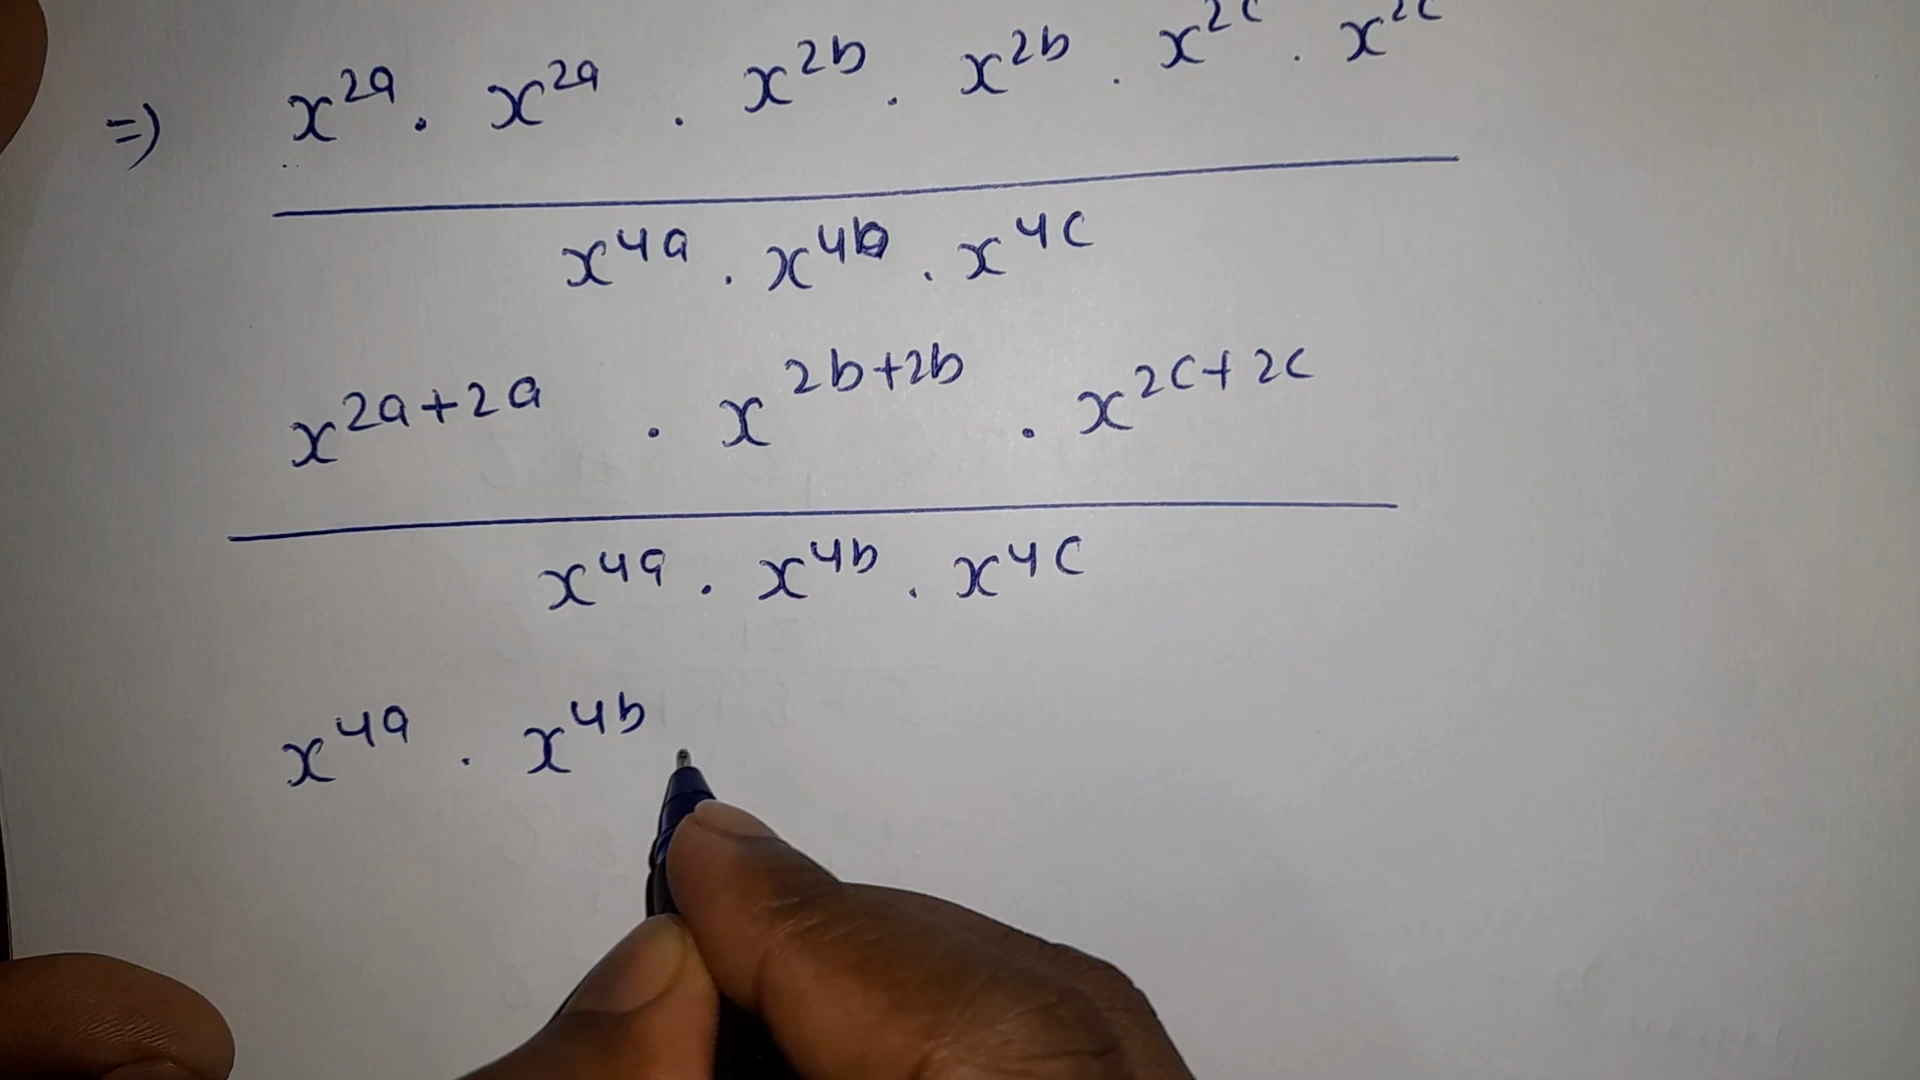 =) x^2a . x^2a . x^2b . x^2b . x^2c . x^2c
x^4a . x^4b . x^4c
x^2a+2a . x^2b+2b . x^2c+2c
x^4a . x^4b . x^4c
x^4a . x^4b